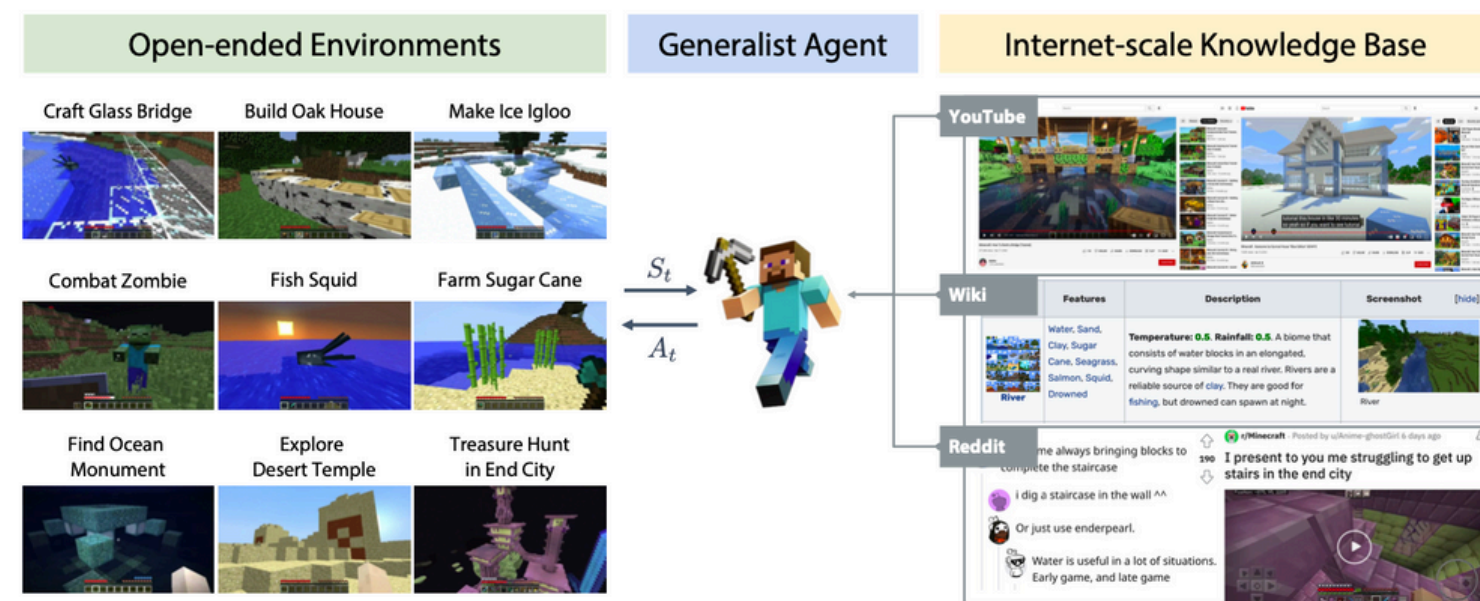 Open-ended Environments
Generalist Agent
Internet-scale Knowledge Base
Craft Glass Bridge
Build Oak House
Make Ice Igloo
Combat Zombie
Fish Squid
Farm Sugar Cane
Find Ocean
Monument
Explore
Desert Temple
Treasure Hunt
in End City
S_t
A_t
YouTube
Wiki
Features
Description
Screenshot
[hide]
River
Water, Sand,
Clay, Sugar
Cane, Seagrass,
Salmon, Squid,
Drowned
Temperature: 0.5. Rainfall: 0.5. A biome that
consists of water blocks in an elongated,
curving shape similar to a real river. Rivers are a
reliable source of clay. They are good for
fishing, but drowned can spawn at night.
River
Reddit
me always bringing blocks to
complete the staircase
i dig a staircase in the wall ^^
Or just use enderpearl.
Water is useful in a lot of situations.
Early game, and late game
190
r/Minecraft · Posted by u/Anime-ghostGirl 6 days ago
I present to you me struggling to get up
stairs in the end city